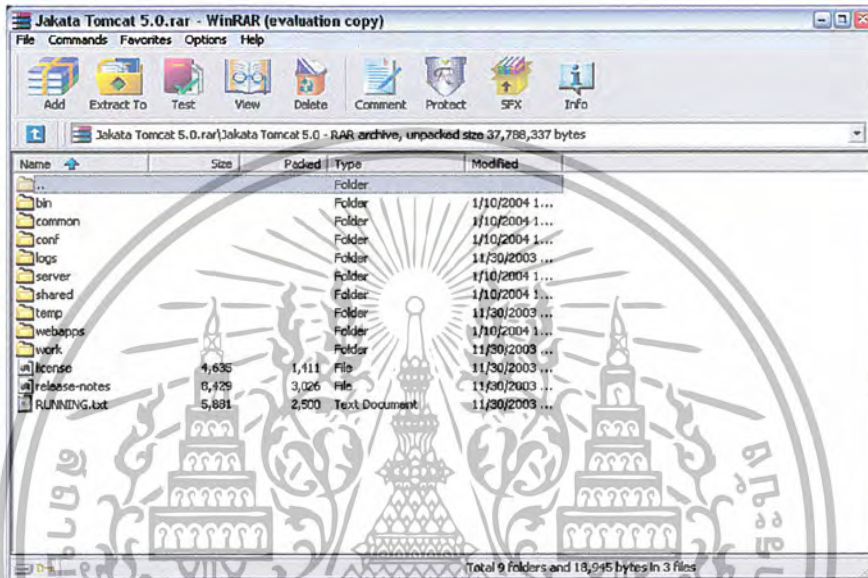 Jakata Tomcat 5.0.rar - WinRAR (evaluation copy)
File Commands Favorites Options Help
Add Extract To Test View Delete Comment Protect SFX Info
Jakata Tomcat 5.0.rar\Jakata Tomcat 5.0 - RAR archive, unpacked size 37,788,337 bytes
Name Size Packed Type Modified
.. Folder
bin Folder 1/10/2004 1...
common Folder 1/10/2004 1...
conf Folder 1/10/2004 1...
logs Folder 11/30/2003 ...
server Folder 1/10/2004 1...
shared Folder 1/10/2004 1...
temp Folder 11/30/2003 ...
webapps Folder 1/10/2004 1...
work Folder 11/30/2003 ...
license 4,635 1,411 File 11/30/2003 ...
release-notes 8,429 3,026 File 11/30/2003 ...
RUNNING.txt 5,881 2,500 Text Document 11/30/2003 ...
Total 9 folders and 18,945 bytes in 3 files